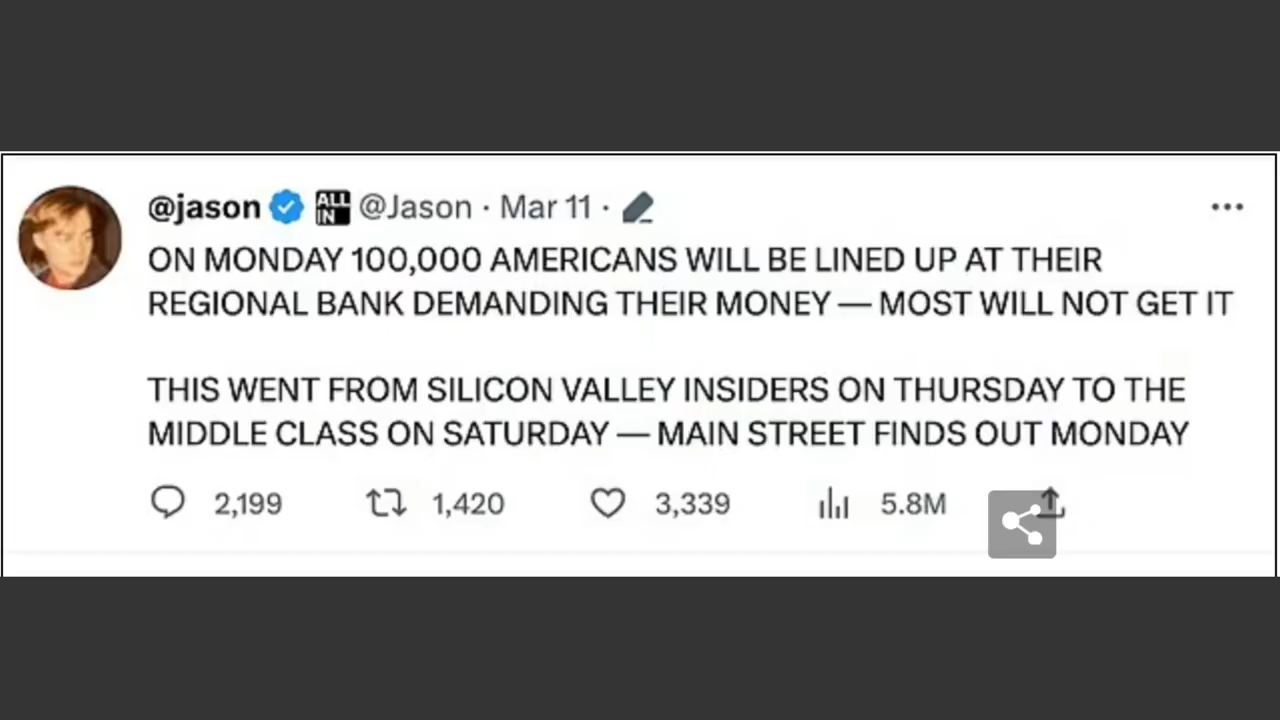 @jason ALL IN @Jason · Mar 11 ·
ON MONDAY 100,000 AMERICANS WILL BE LINED UP AT THEIR
REGIONAL BANK DEMANDING THEIR MONEY — MOST WILL NOT GET IT
THIS WENT FROM SILICON VALLEY INSIDERS ON THURSDAY TO THE
MIDDLE CLASS ON SATURDAY — MAIN STREET FINDS OUT MONDAY
2,199 1,420 3,339 5.8M